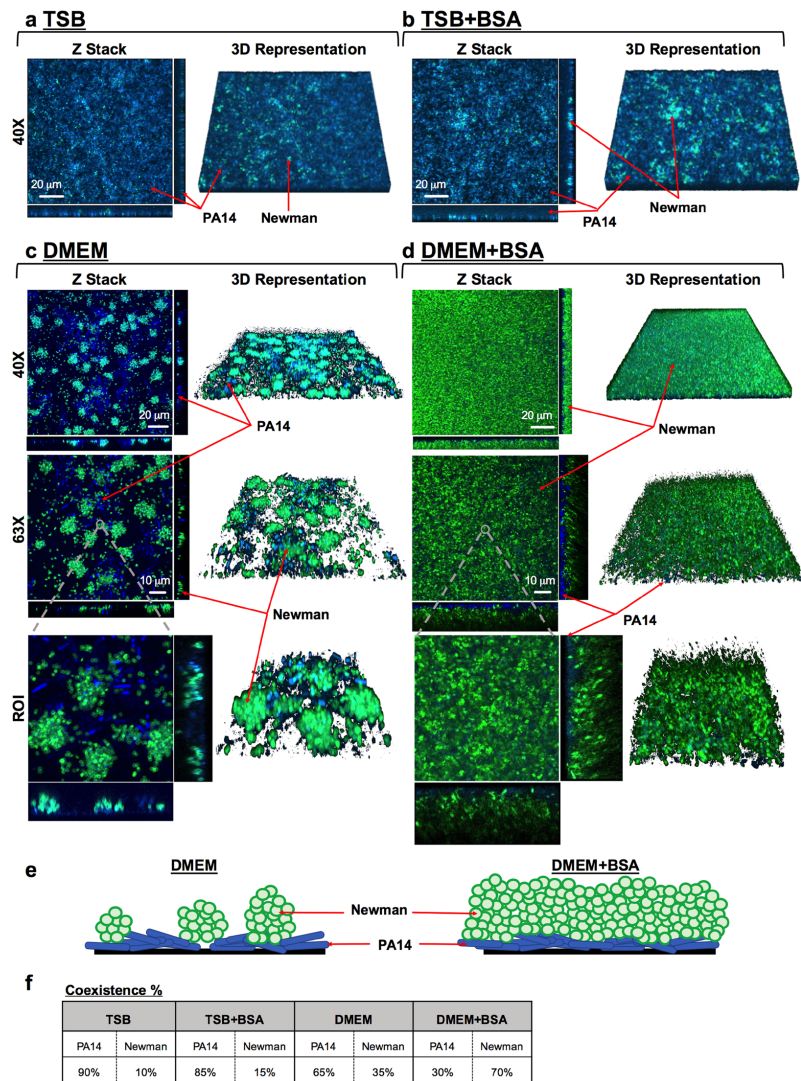 a TSB
b TSB+BSA
Z Stack 3D Representation Z Stack 3D Representation
40X
20 µm
20 µm
PA14 Newman
PA14 Newman
c DMEM
d DMEM+BSA
Z Stack 3D Representation Z Stack 3D Representation
40X
20 µm
20 µm
PA14
Newman
63X
10 µm
10 µm
Newman
PA14
ROI
e
DMEM DMEM+BSA
Newman
PA14
f
Coexistence %
TSB TSB+BSA DMEM DMEM+BSA
PA14 Newman PA14 Newman PA14 Newman PA14 Newman
90% 10% 85% 15% 65% 35% 30% 70%